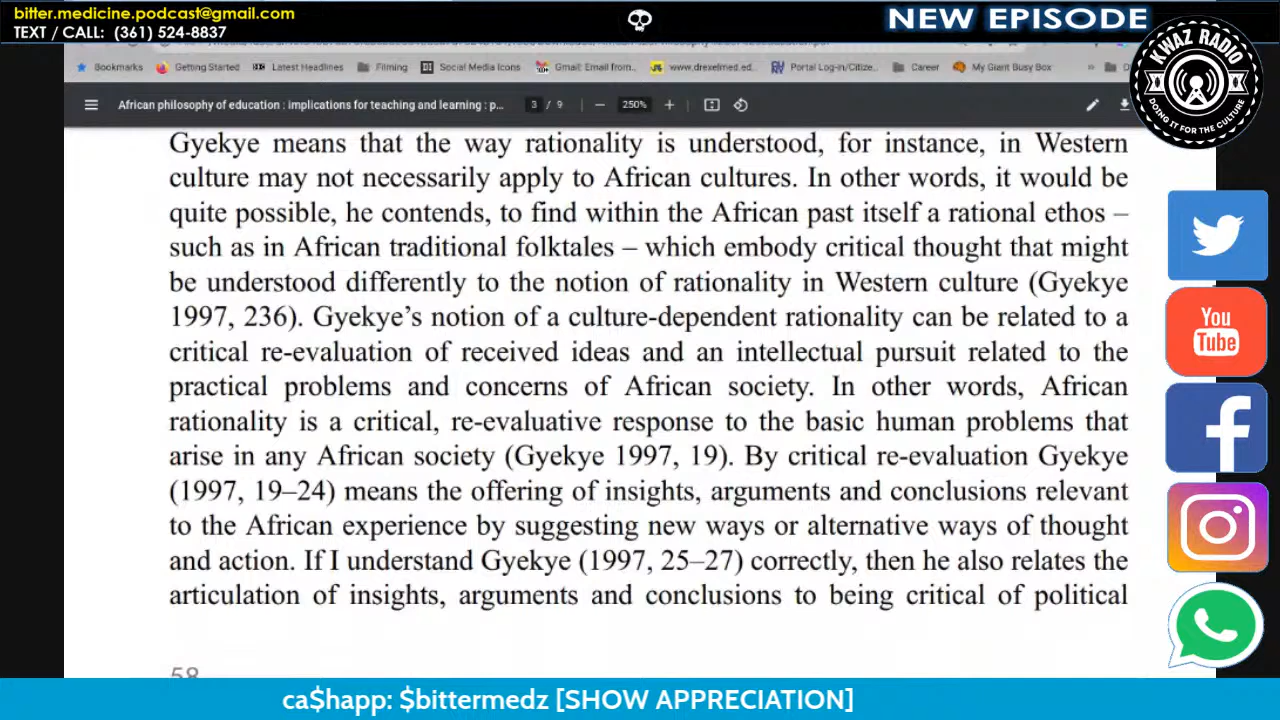 bitter.medicine.podcast@gmail.com
TEXT / CALL: (361) 524-8837
NEW EPISODE
KWAZ RADIO
DOING IT FOR THE CULTURE
Bookmarks Getting Started Latest Headlines Filming Social Media Icons Gmail: Email from... www.drexelmed.ed... Portal Log-in/Citize... Career My Giant Busy Box »
African philosophy of education : implications for teaching and learning : p... 3 / 9 — 250% +
Gyekye means that the way rationality is understood, for instance, in Western
culture may not necessarily apply to African cultures. In other words, it would be
quite possible, he contends, to find within the African past itself a rational ethos –
such as in African traditional folktales – which embody critical thought that might
be understood differently to the notion of rationality in Western culture (Gyekye
1997, 236). Gyekye’s notion of a culture-dependent rationality can be related to a
critical re-evaluation of received ideas and an intellectual pursuit related to the
practical problems and concerns of African society. In other words, African
rationality is a critical, re-evaluative response to the basic human problems that
arise in any African society (Gyekye 1997, 19). By critical re-evaluation Gyekye
(1997, 19–24) means the offering of insights, arguments and conclusions relevant
to the African experience by suggesting new ways or alternative ways of thought
and action. If I understand Gyekye (1997, 25–27) correctly, then he also relates the
articulation of insights, arguments and conclusions to being critical of political
58
You
Tube
ca$happ: $bittermedz [SHOW APPRECIATION]